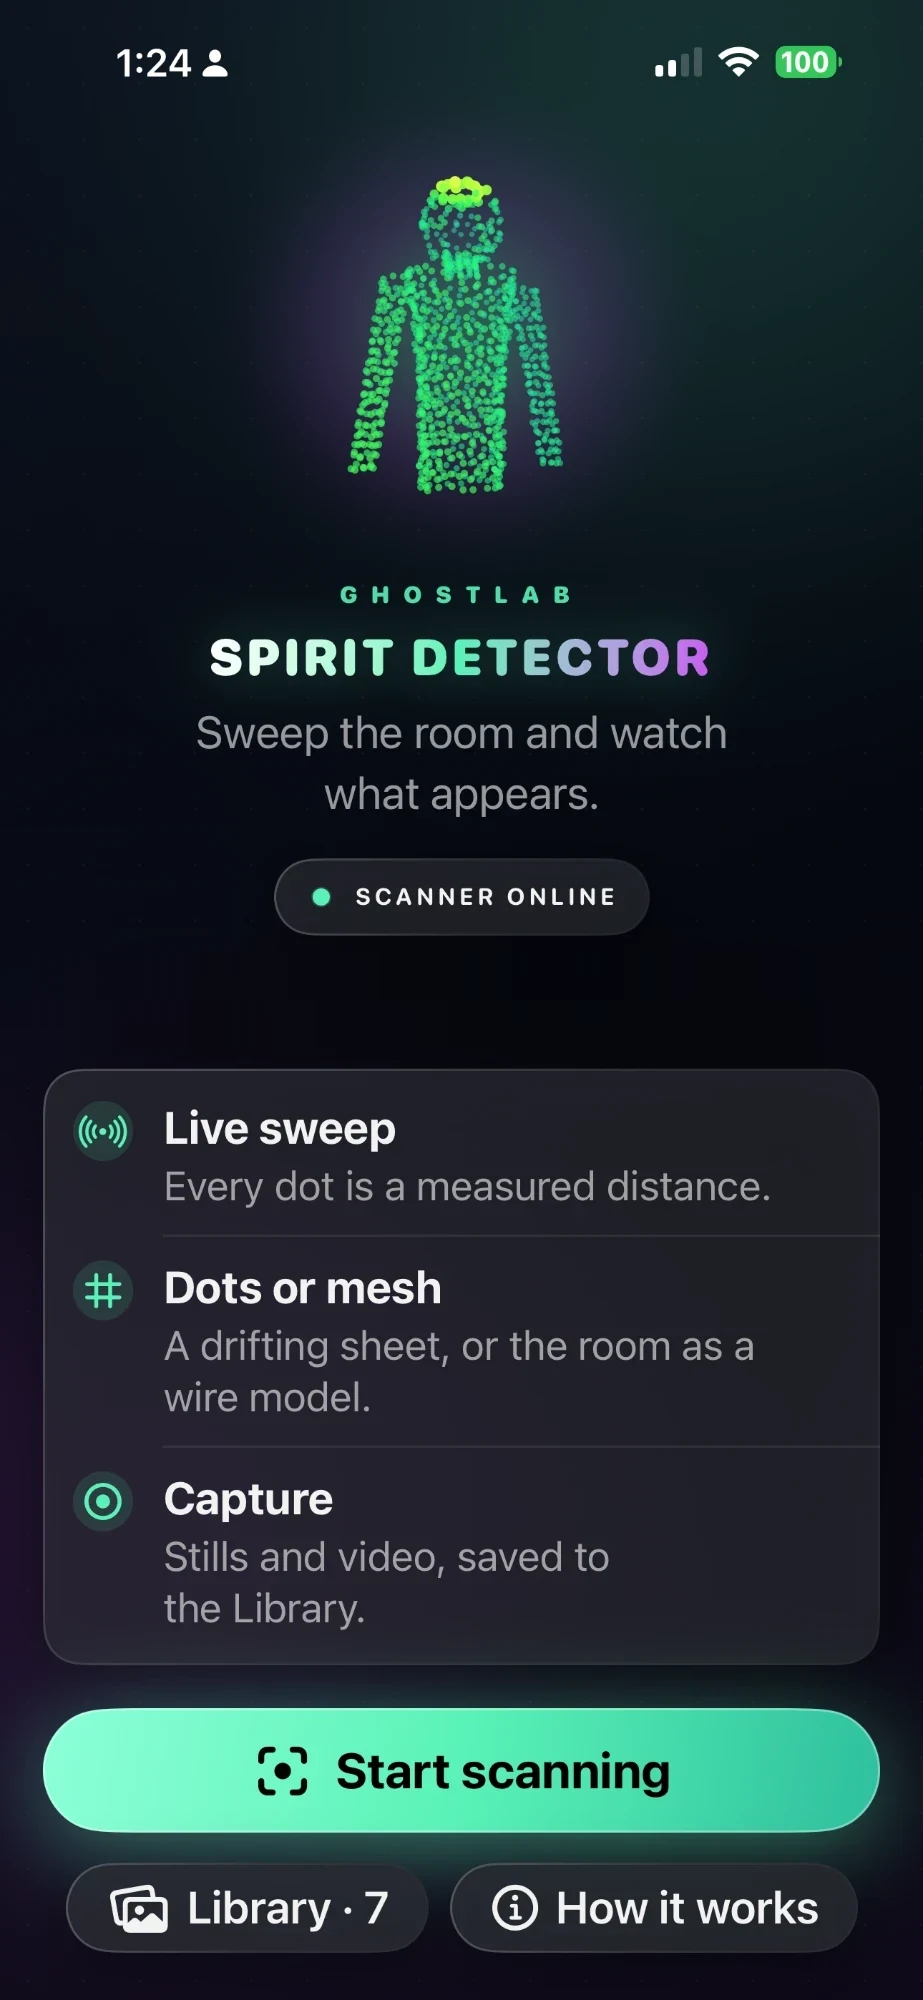 1:24
100
GHOSTLAB
SPIRIT DETECTOR
Sweep the room and watch
what appears.
SCANNER ONLINE
Live sweep
Every dot is a measured distance.
Dots or mesh
A drifting sheet, or the room as a
wire model.
Capture
Stills and video, saved to
the Library.
Start scanning
Library · 7
How it works